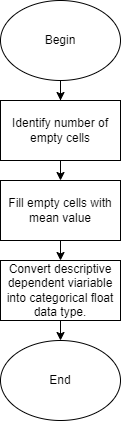 Begin
Identify number of
empty cells
Fill empty cells with
mean value
Convert descriptive
dependent viariable
into categorical float
data type.
End